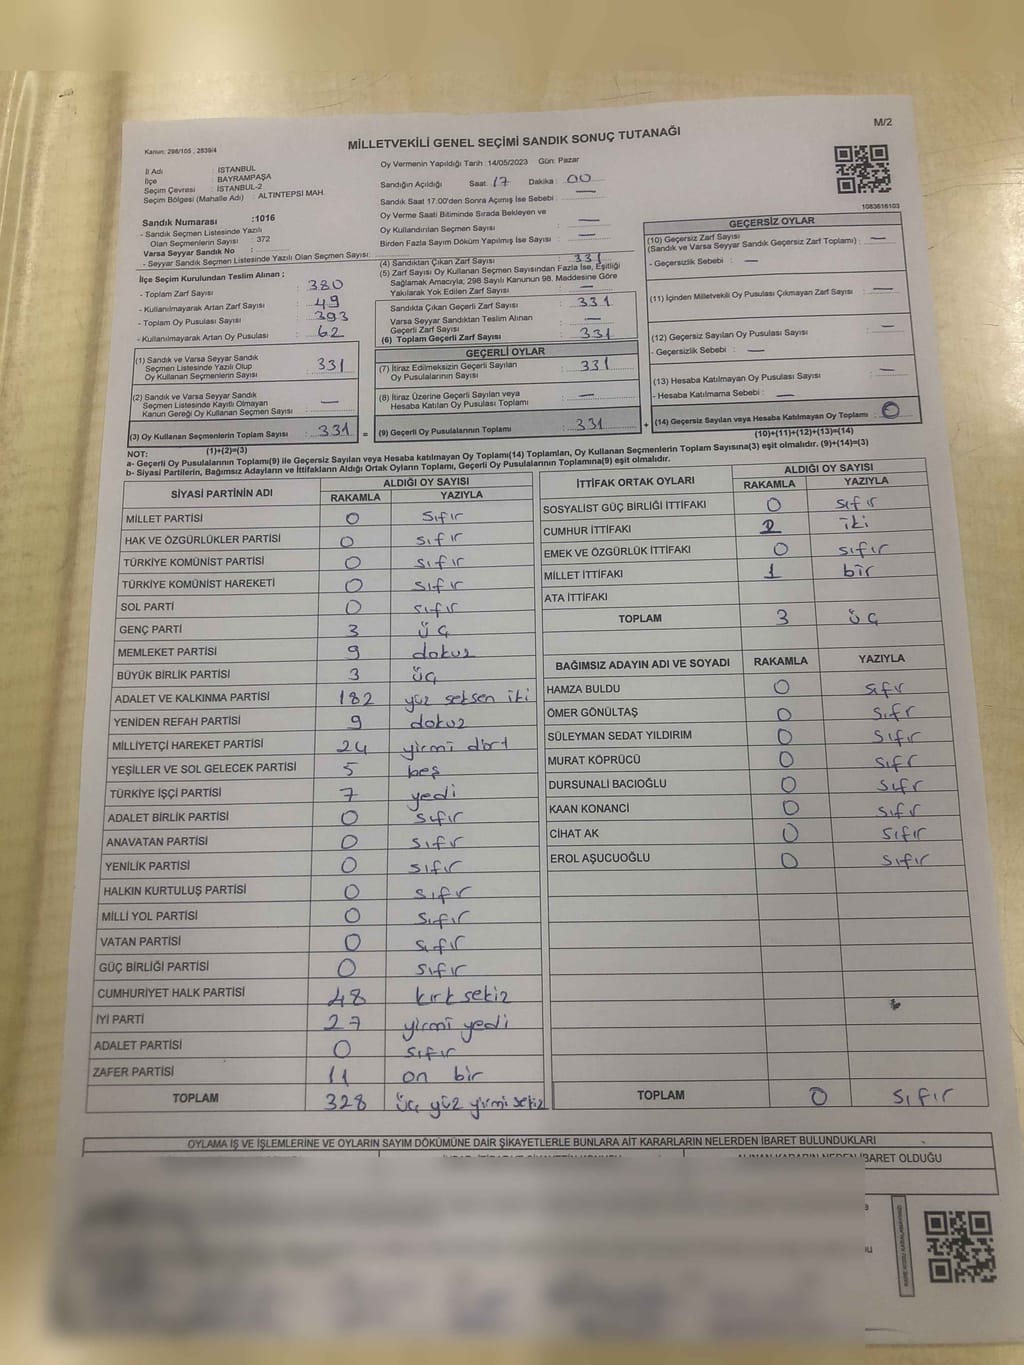 M/2
MİLLETVEKİLİ GENEL SEÇİMİ SANDIK SONUÇ TUTANAĞI
Kanun: 298/105 , 2839/4
İl Adı : İSTANBUL
İlçe : BAYRAMPAŞA
Seçim Çevresi : İSTANBUL-2
Seçim Bölgesi (Mahalle Adı) : ALTINTEPSİ MAH.
Sandık Numarası :1016
- Sandık Seçmen Listesinde Yazılı
Olan Seçmenlerin Sayısı : 372
Varsa Seyyar Sandık No :
- Seyyar Sandık Seçmen Listesinde Yazılı Olan Seçmen Sayısı:
Oy Vermenin Yapıldığı Tarih :14/05/2023 Gün: Pazar
Sandığın Açıldığı Saat: 17 Dakika : 00
Sandık Saat 17.00'den Sonra Açımış İse Sebebi : —
Oy Verme Saati Bitiminde Sırada Bekleyen ve
Oy Kullandırılan Seçmen Sayısı : —
Birden Fazla Sayım Döküm Yapılmış İse Sayısı : —
1083616103
İlçe Seçim Kurulundan Teslim Alınan ;
- Toplam Zarf Sayısı : 380
- Kullanılmayarak Artan Zarf Sayısı : 49
- Toplam Oy Pusulası Sayısı : 393
- Kullanılmayarak Artan Oy Pusulası : 62
(1) Sandık ve Varsa Seyyar Sandık
Seçmen Listesinde Yazılı Olup
Oy Kullanan Seçmenlerin Sayısı : 331
(2) Sandık ve Varsa Seyyar Sandık
Seçmen Listesinde Kayıtlı Olmayan
Kanun Gereği Oy Kullanan Seçmen Sayısı : —
(3) Oy Kullanan Seçmenlerin Toplam Sayısı : 331 =
(1)+(2)=(3)
(4) Sandıktan Çıkan Zarf Sayısı : 331
(5) Zarf Sayısı Oy Kullanan Seçmen Sayısından Fazla İse, Eşitliği
Sağlamak Amacıyla; 298 Sayılı Kanunun 98. Maddesine Göre
Yakılarak Yok Edilen Zarf Sayısı : —
Sandıkta Çıkan Geçerli Zarf Sayısı : 331
Varsa Seyyar Sandıktan Teslim Alınan
Geçerli Zarf Sayısı : —
(6) Toplam Geçerli Zarf Sayısı : 331
GEÇERLİ OYLAR
(7) İtiraz Edilmeksizin Geçerli Sayılan
Oy Pusulalarının Sayısı : 331
(8) İtiraz Üzerine Geçerli Sayılan veya
Hesaba Katılan Oy Pusulası Toplamı : —
(9) Geçerli Oy Pusulalarının Toplamı : 331 +
GEÇERSİZ OYLAR
(10) Geçersiz Zarf Sayısı
(Sandık ve Varsa Seyyar Sandık Geçersiz Zarf Toplamı) : —
- Geçersizlik Sebebi : —
(11) İçinden Milletvekili Oy Pusulası Çıkmayan Zarf Sayısı : —
(12) Geçersiz Sayılan Oy Pusulası Sayısı : —
- Geçersizlik Sebebi : —
(13) Hesaba Katılmayan Oy Pusulası Sayısı : —
- Hesaba Katılmama Sebebi : —
(14) Geçersiz Sayılan veya Hesaba Katılmayan Oy Toplamı : 0
(10)+(11)+(12)+(13)=(14)
NOT:
a- Geçerli Oy Pusulalarının Toplamı(9) ile Geçersiz Sayılan veya Hesaba katılmayan Oy Toplamı(14) Toplamları, Oy Kullanan Seçmenlerin Toplam Sayısına(3) eşit olmalıdır. (9)+(14)=(3)
b- Siyasi Partilerin, Bağımsız Adayların ve İttifakların Aldığı Ortak Oyların Toplamı, Geçerli Oy Pusulalarının Toplamına(9) eşit olmalıdır.
SİYASİ PARTİNİN ADI ALDIĞI OY SAYISI
RAKAMLA YAZIYLA
MİLLET PARTİSİ 0 sıfır
HAK VE ÖZGÜRLÜKLER PARTİSİ 0 sıfır
TÜRKİYE KOMÜNİST PARTİSİ 0 sıfır
TÜRKİYE KOMÜNİST HAREKETİ 0 sıfır
SOL PARTİ 0 sıfır
GENÇ PARTİ 3 üç
MEMLEKET PARTİSİ 9 dokuz
BÜYÜK BİRLİK PARTİSİ 3 üç
ADALET VE KALKINMA PARTİSİ 182 yüz seksen iki
YENİDEN REFAH PARTİSİ 9 dokuz
MİLLİYETÇİ HAREKET PARTİSİ 24 yirmi dört
YEŞİLLER VE SOL GELECEK PARTİSİ 5 beş
TÜRKİYE İŞÇİ PARTİSİ 7 yedi
ADALET BİRLİK PARTİSİ 0 sıfır
ANAVATAN PARTİSİ 0 sıfır
YENİLİK PARTİSİ 0 sıfır
HALKIN KURTULUŞ PARTİSİ 0 sıfır
MİLLİ YOL PARTİSİ 0 sıfır
VATAN PARTİSİ 0 sıfır
GÜÇ BİRLİĞİ PARTİSİ 0 sıfır
CUMHURİYET HALK PARTİSİ 48 kırk sekiz
İYİ PARTİ 27 yirmi yedi
ADALET PARTİSİ 0 sıfır
ZAFER PARTİSİ 11 on bir
TOPLAM 328 üç yüz yirmi sekiz
İTTİFAK ORTAK OYLARI ALDIĞI OY SAYISI
RAKAMLA YAZIYLA
SOSYALİST GÜÇ BİRLİĞİ İTTİFAKI 0 sıfır
CUMHUR İTTİFAKI 2 iki
EMEK VE ÖZGÜRLÜK İTTİFAKI 0 sıfır
MİLLET İTTİFAKI 1 bir
ATA İTTİFAKI
TOPLAM 3 üç
BAĞIMSIZ ADAYIN ADI VE SOYADI RAKAMLA YAZIYLA
HAMZA BULDU 0 sıfr
ÖMER GÖNÜLTAŞ 0 sıfr
SÜLEYMAN SEDAT YILDIRIM 0 sıfır
MURAT KÖPRÜCÜ 0 sıfr
DURSUNALİ BACIOĞLU 0 sıfr
KAAN KONANCİ 0 sıfır
CİHAT AK 0 sıfır
EROL AŞUCUOĞLU 0 sıfır
TOPLAM 0 sıfır
OYLAMA İŞ VE İŞLEMLERİNE VE OYLARIN SAYIM DÖKÜMÜNE DAİR ŞİKAYETLERLE BUNLARA AİT KARARLARIN NELERDEN İBARET BULUNDUKLARI
İBARET OLDUĞU